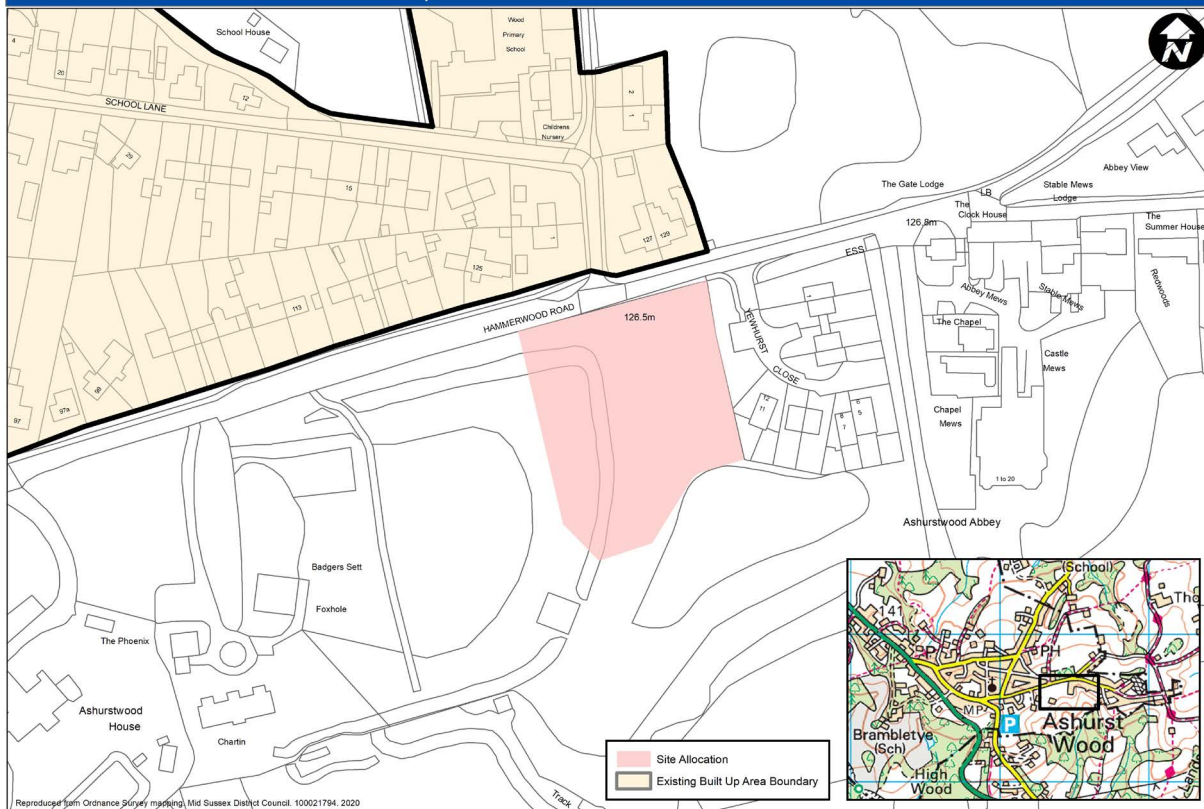 School House
Wood
Primary
School
4
20
12
SCHOOL LANE
2
1
Childrens
Nursery
29
15
Abbey View
The Gate Lodge
LB
Stable Mews
Lodge
The
Clock House
126.8m
The
Summer House
127
129
1
125
ESS
113
HAMMERWOOD ROAD
126.5m
YEWHURST
CLOSE
1
Abbey Mews
Stable Mews
Redwoods
The Chapel
Castle
Mews
99
97a
97
12
11
6
5
8
7
Chapel
Mews
1 to 20
Ashurstwood Abbey
Badgers Sett
Foxhole
The Phoenix
Ashurstwood
House
Chartin
Track
Site Allocation
Existing Built Up Area Boundary
N
(School)
141
Tho
P
PH
MP
P
Ashurst
Wood
Brambletye
(Sch)
High
Wood
Reproduced from Ordnance Survey mapping. Mid Sussex District Council. 100021794. 2020